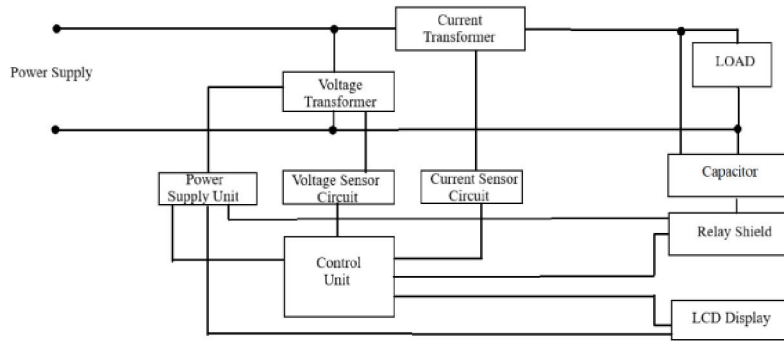 Current
Transformer
Power Supply
LOAD
Voltage
Transformer
Power
Supply Unit
Voltage Sensor
Circuit
Current Sensor
Circuit
Capacitor
Relay Shield
Control
Unit
LCD Display